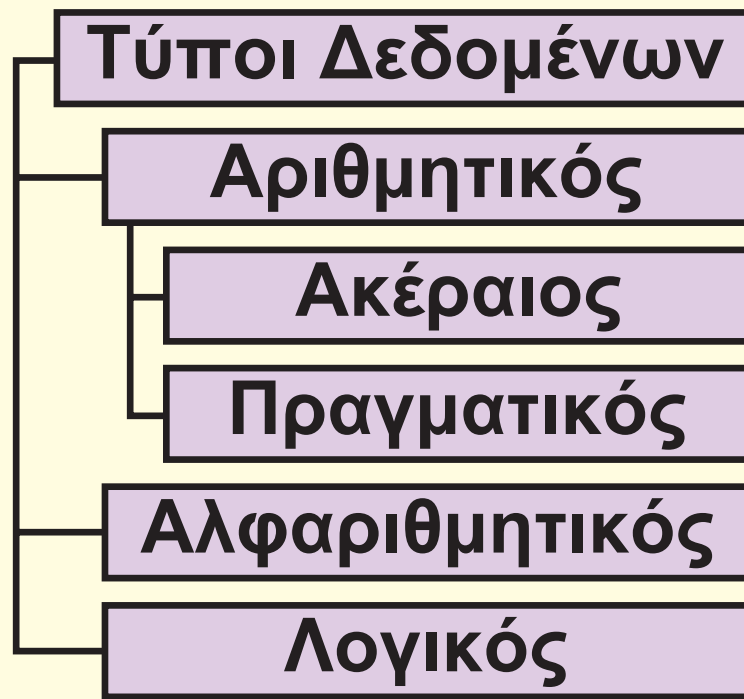 Τύποι Δεδομένων
Αριθμητικός
Ακέραιος
Πραγματικός
Αλφαριθμητικός
Λογικός